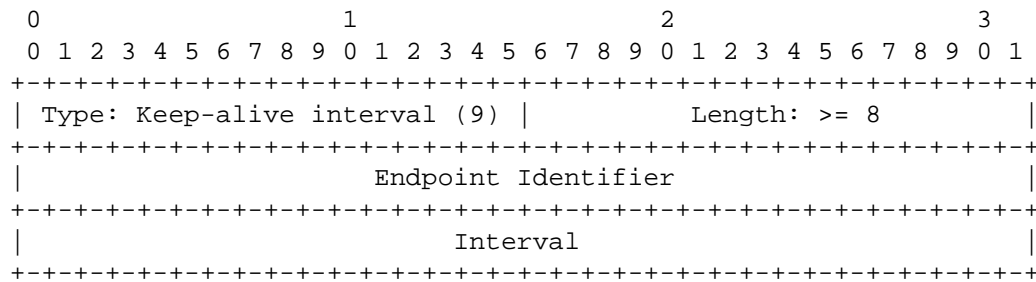 0                   1                   2                   3
 0 1 2 3 4 5 6 7 8 9 0 1 2 3 4 5 6 7 8 9 0 1 2 3 4 5 6 7 8 9 0 1
+-+-+-+-+-+-+-+-+-+-+-+-+-+-+-+-+-+-+-+-+-+-+-+-+-+-+-+-+-+-+-+-+
| Type: Keep-alive interval (9) |          Length: >= 8         |
+-+-+-+-+-+-+-+-+-+-+-+-+-+-+-+-+-+-+-+-+-+-+-+-+-+-+-+-+-+-+-+-+
|                      Endpoint Identifier                      |
+-+-+-+-+-+-+-+-+-+-+-+-+-+-+-+-+-+-+-+-+-+-+-+-+-+-+-+-+-+-+-+-+
|                           Interval                            |
+-+-+-+-+-+-+-+-+-+-+-+-+-+-+-+-+-+-+-+-+-+-+-+-+-+-+-+-+-+-+-+-+